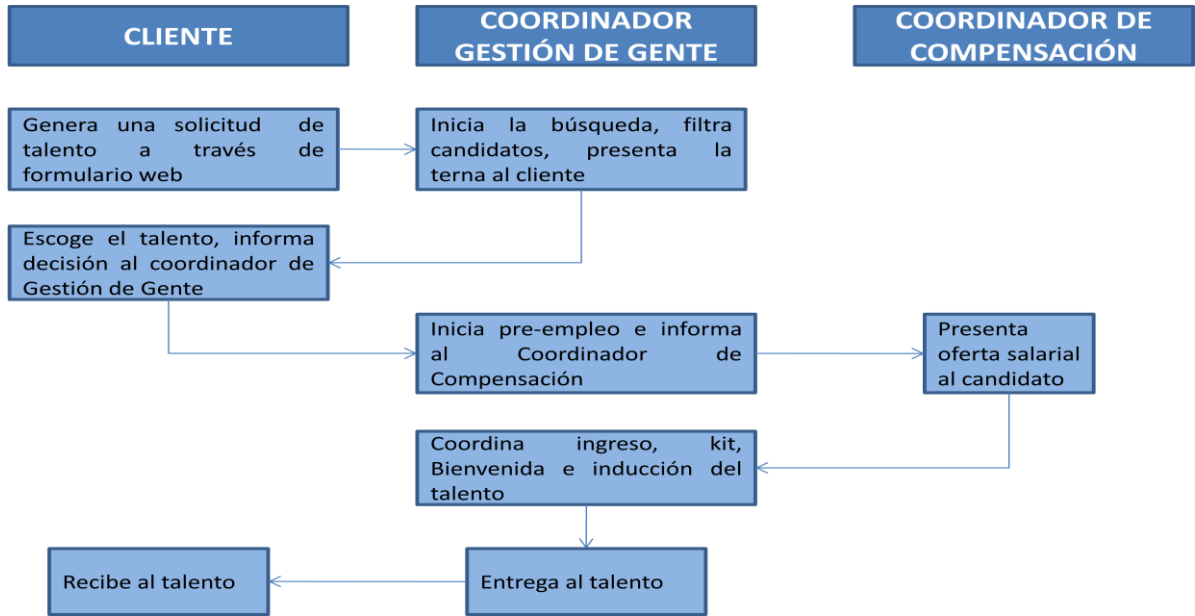 CLIENTE
COORDINADOR
GESTIÓN DE GENTE
COORDINADOR DE
COMPENSACIÓN
Genera una solicitud de
talento a través de
formulario web
Inicia la búsqueda, filtra
candidatos, presenta la
terna al cliente
Escoge el talento, informa
decisión al coordinador de
Gestión de Gente
Inicia pre-empleo e informa
al Coordinador de
Compensación
Presenta
oferta salarial
al candidato
Coordina ingreso, kit,
Bienvenida e inducción del
talento
Recibe al talento
Entrega al talento